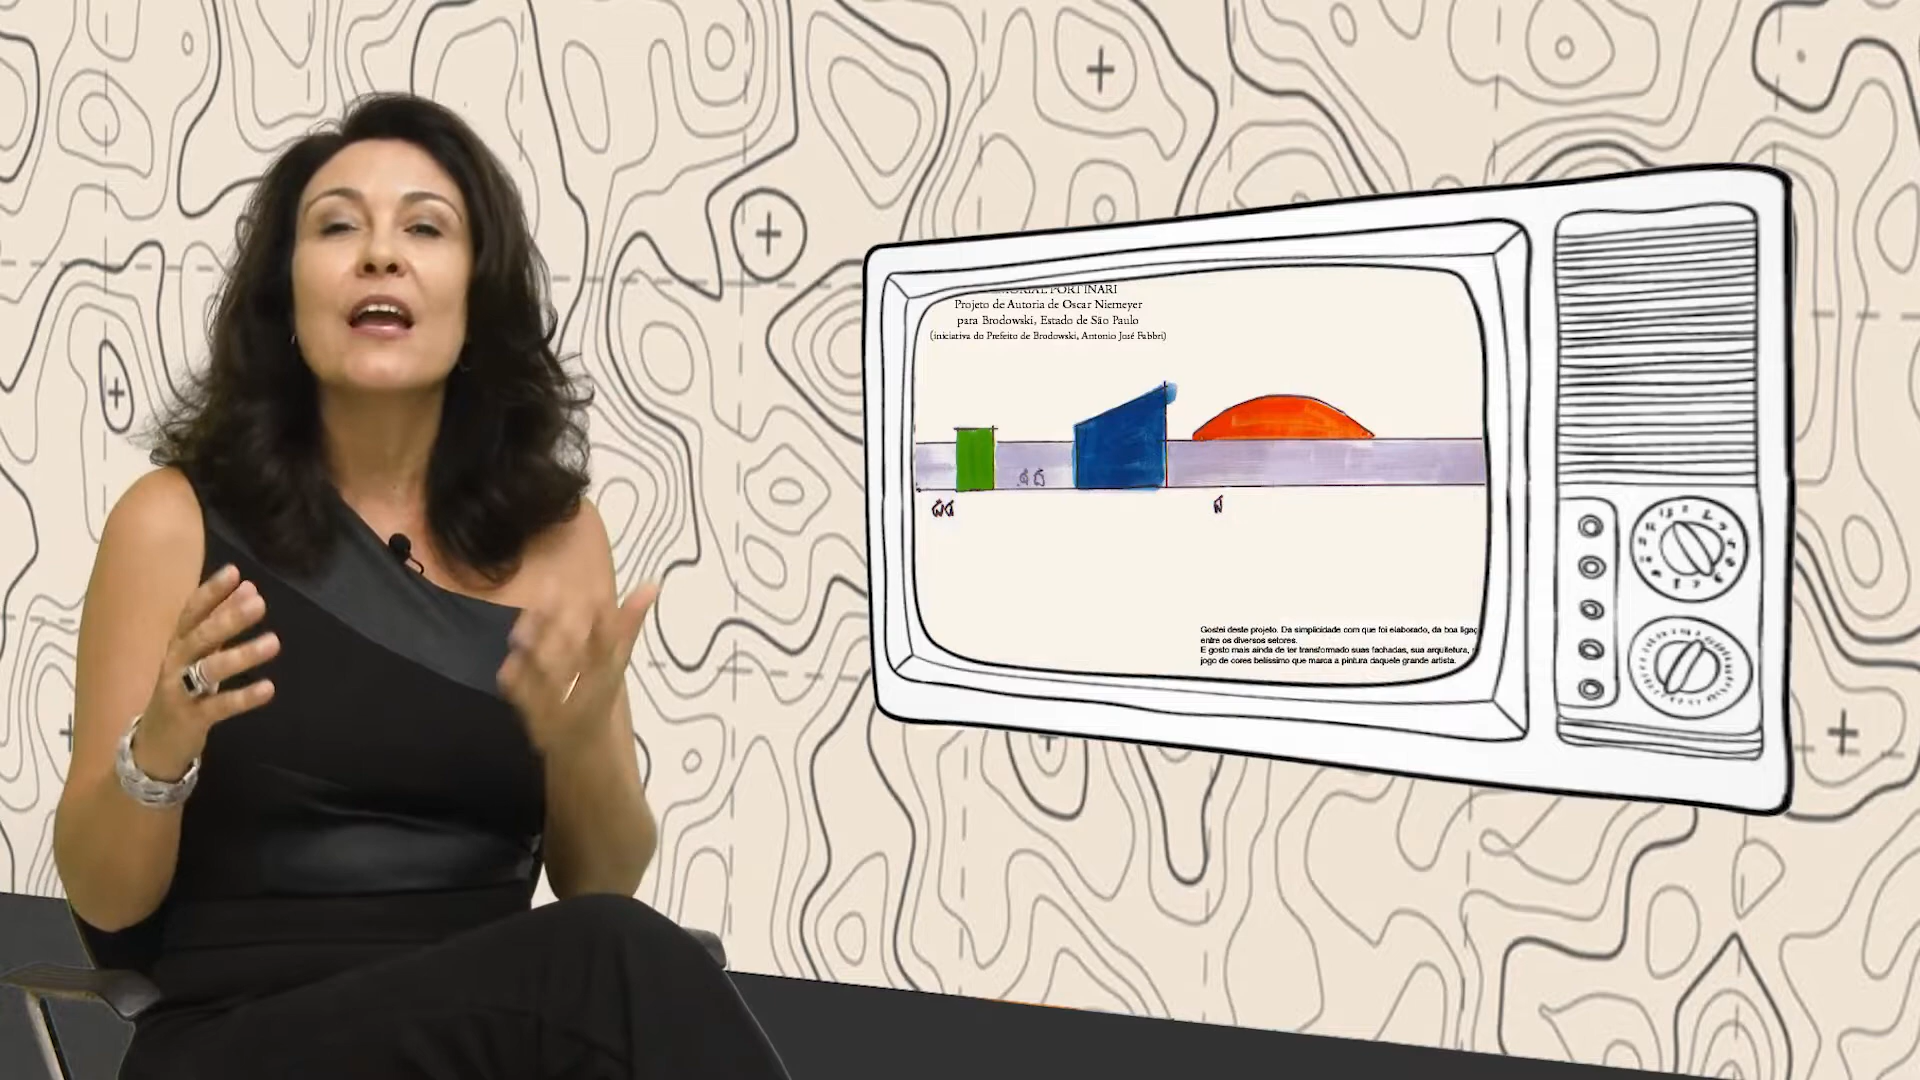 PORTINARI
Projeto de Autoria de Oscar Niemeyer
para Brodowski, Estado de São Paulo
(iniciativa do Prefeito de Brodowski, Antonio José Fabbri)
Gostei deste projeto. Da simplicidade com que foi elaborado, da boa
entre os diversos setores.
E gosto mais ainda de ter transformado suas fachadas, sua arquitetura,
jogo de cores belíssimo que marca a pintura daquele grande artista.